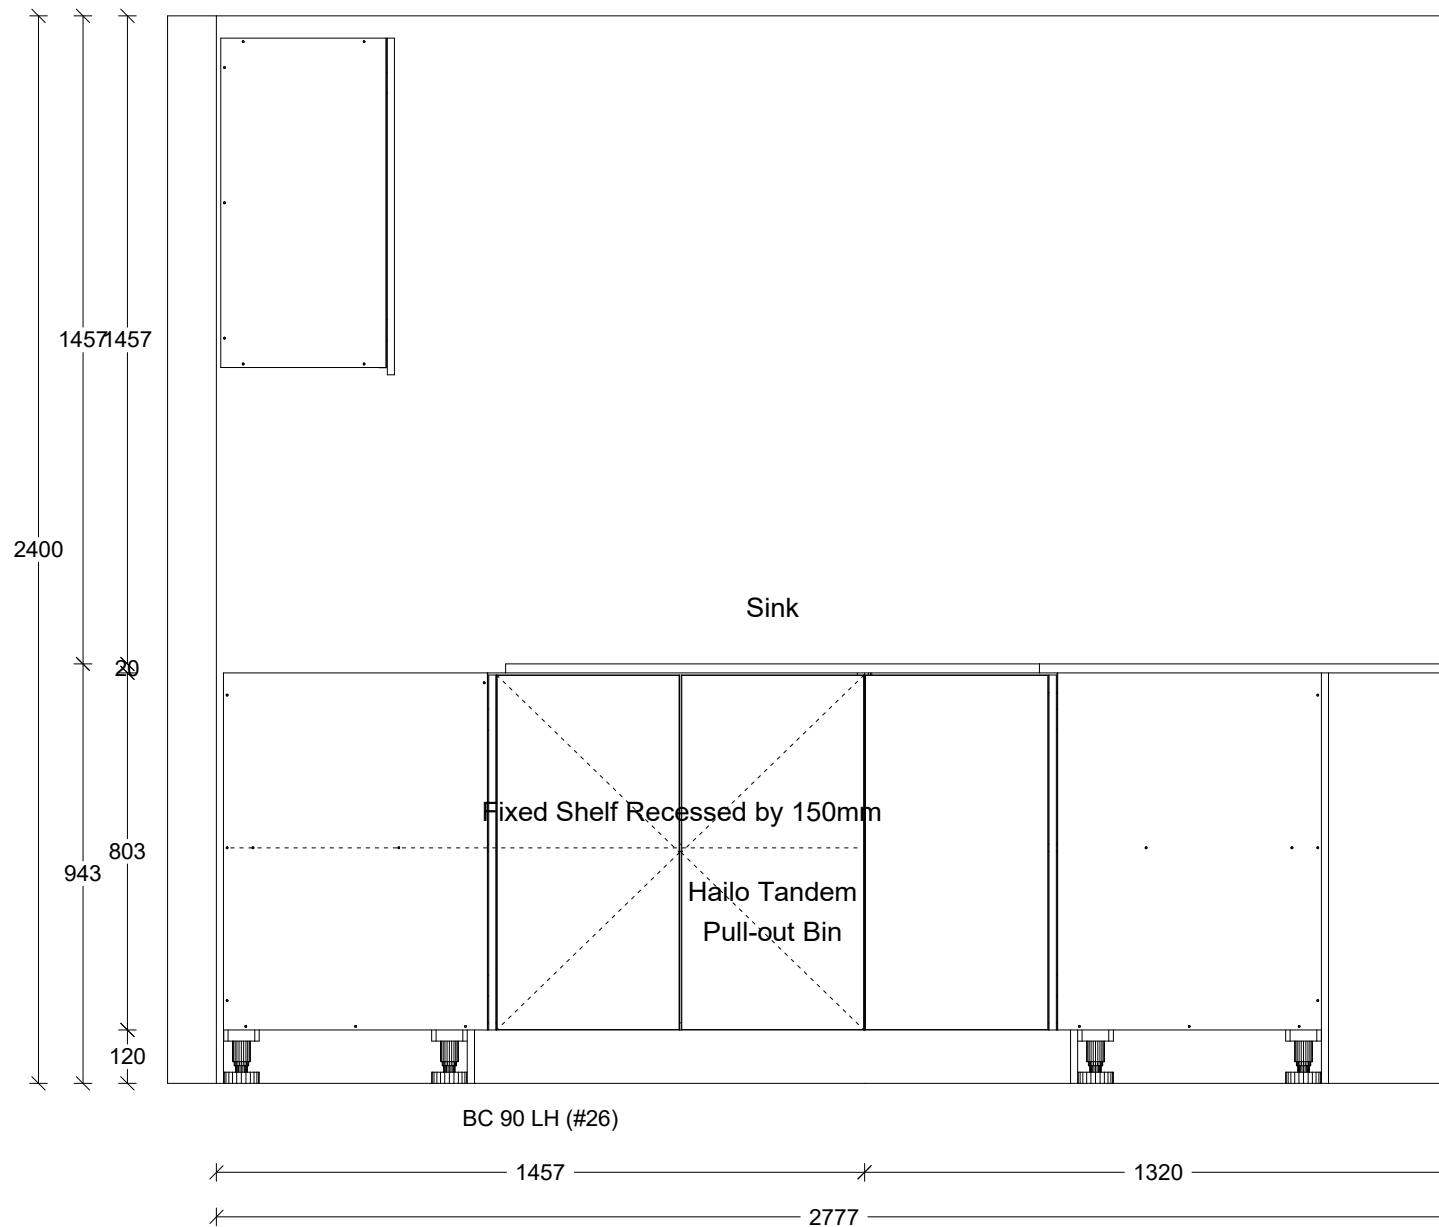 1457
1457
2400
Sink
20
Fixed Shelf Recessed by 150mm
803
943
Hailo Tandem
Pull-out Bin
120
BC 90 LH (#26)
1457
1320
2777